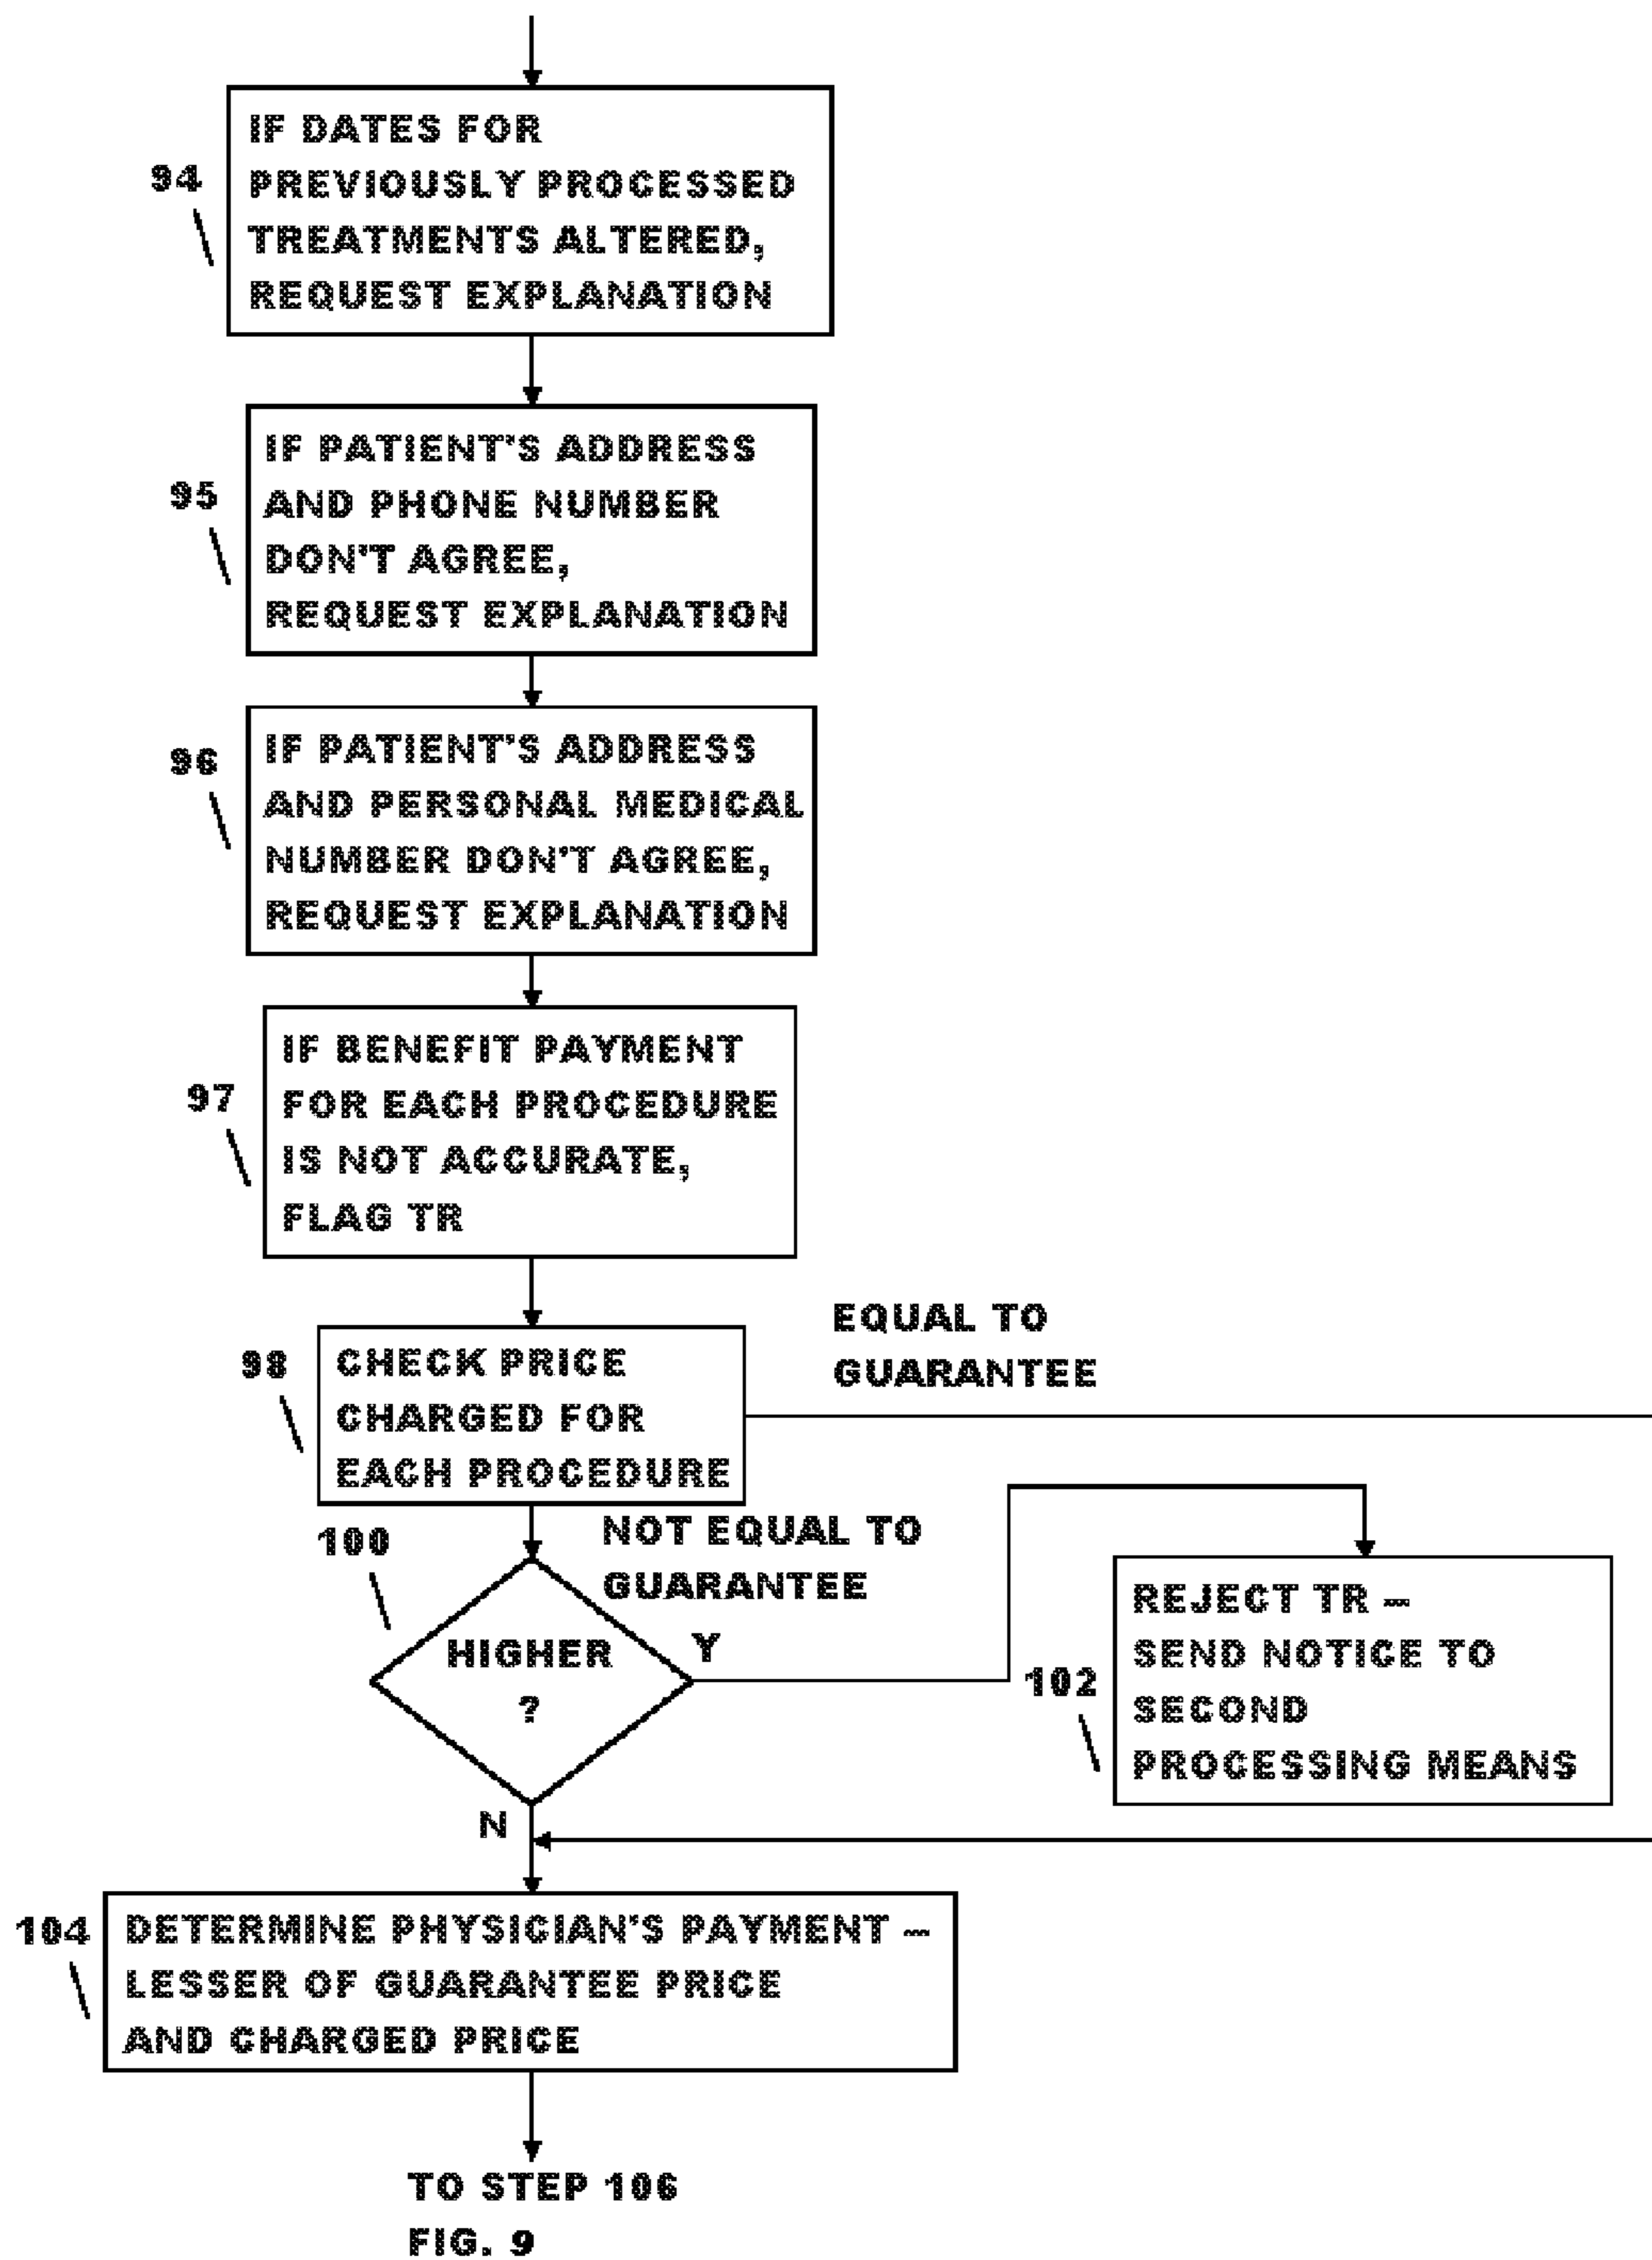 94
IF DATES FOR
PREVIOUSLY PROCESSED
TREATMENTS ALTERED,
REQUEST EXPLANATION
95
IF PATIENT'S ADDRESS
AND PHONE NUMBER
DON'T AGREE,
REQUEST EXPLANATION
96
IF PATIENT'S ADDRESS
AND PERSONAL MEDICAL
NUMBER DON'T AGREE,
REQUEST EXPLANATION
97
IF BENEFIT PAYMENT
FOR EACH PROCEDURE
IS NOT ACCURATE,
FLAG TR
98
CHECK PRICE
CHARGED FOR
EACH PROCEDURE
EQUAL TO
GUARANTEE
100
NOT EQUAL TO
GUARANTEE
HIGHER
?
Y
N
102
REJECT TR –
SEND NOTICE TO
SECOND
PROCESSING MEANS
104
DETERMINE PHYSICIAN'S PAYMENT –
LESSER OF GUARANTEE PRICE
AND CHARGED PRICE
TO STEP 106
FIG. 9